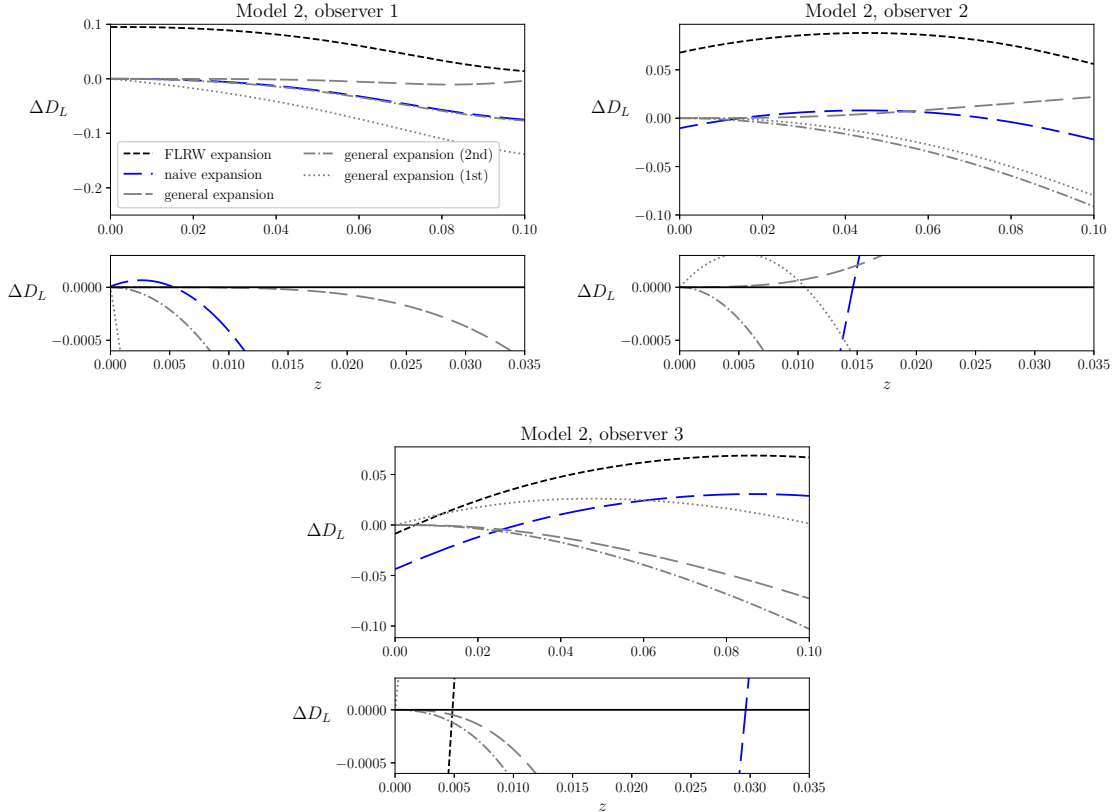 Model 2, observer 1
0.1
0.0
−0.1
−0.2
ΔD_L
FLRW expansion
naive expansion
general expansion
general expansion (2nd)
general expansion (1st)
0.00 0.02 0.04 0.06 0.08 0.10
0.0000
−0.0005
ΔD_L
0.000 0.005 0.010 0.015 0.020 0.025 0.030 0.035
z
Model 2, observer 2
0.05
0.00
−0.05
−0.10
ΔD_L
0.00 0.02 0.04 0.06 0.08 0.10
0.0000
−0.0005
ΔD_L
0.000 0.005 0.010 0.015 0.020 0.025 0.030 0.035
z
Model 2, observer 3
0.05
0.00
−0.05
−0.10
ΔD_L
0.00 0.02 0.04 0.06 0.08 0.10
0.0000
−0.0005
ΔD_L
0.000 0.005 0.010 0.015 0.020 0.025 0.030 0.035
z